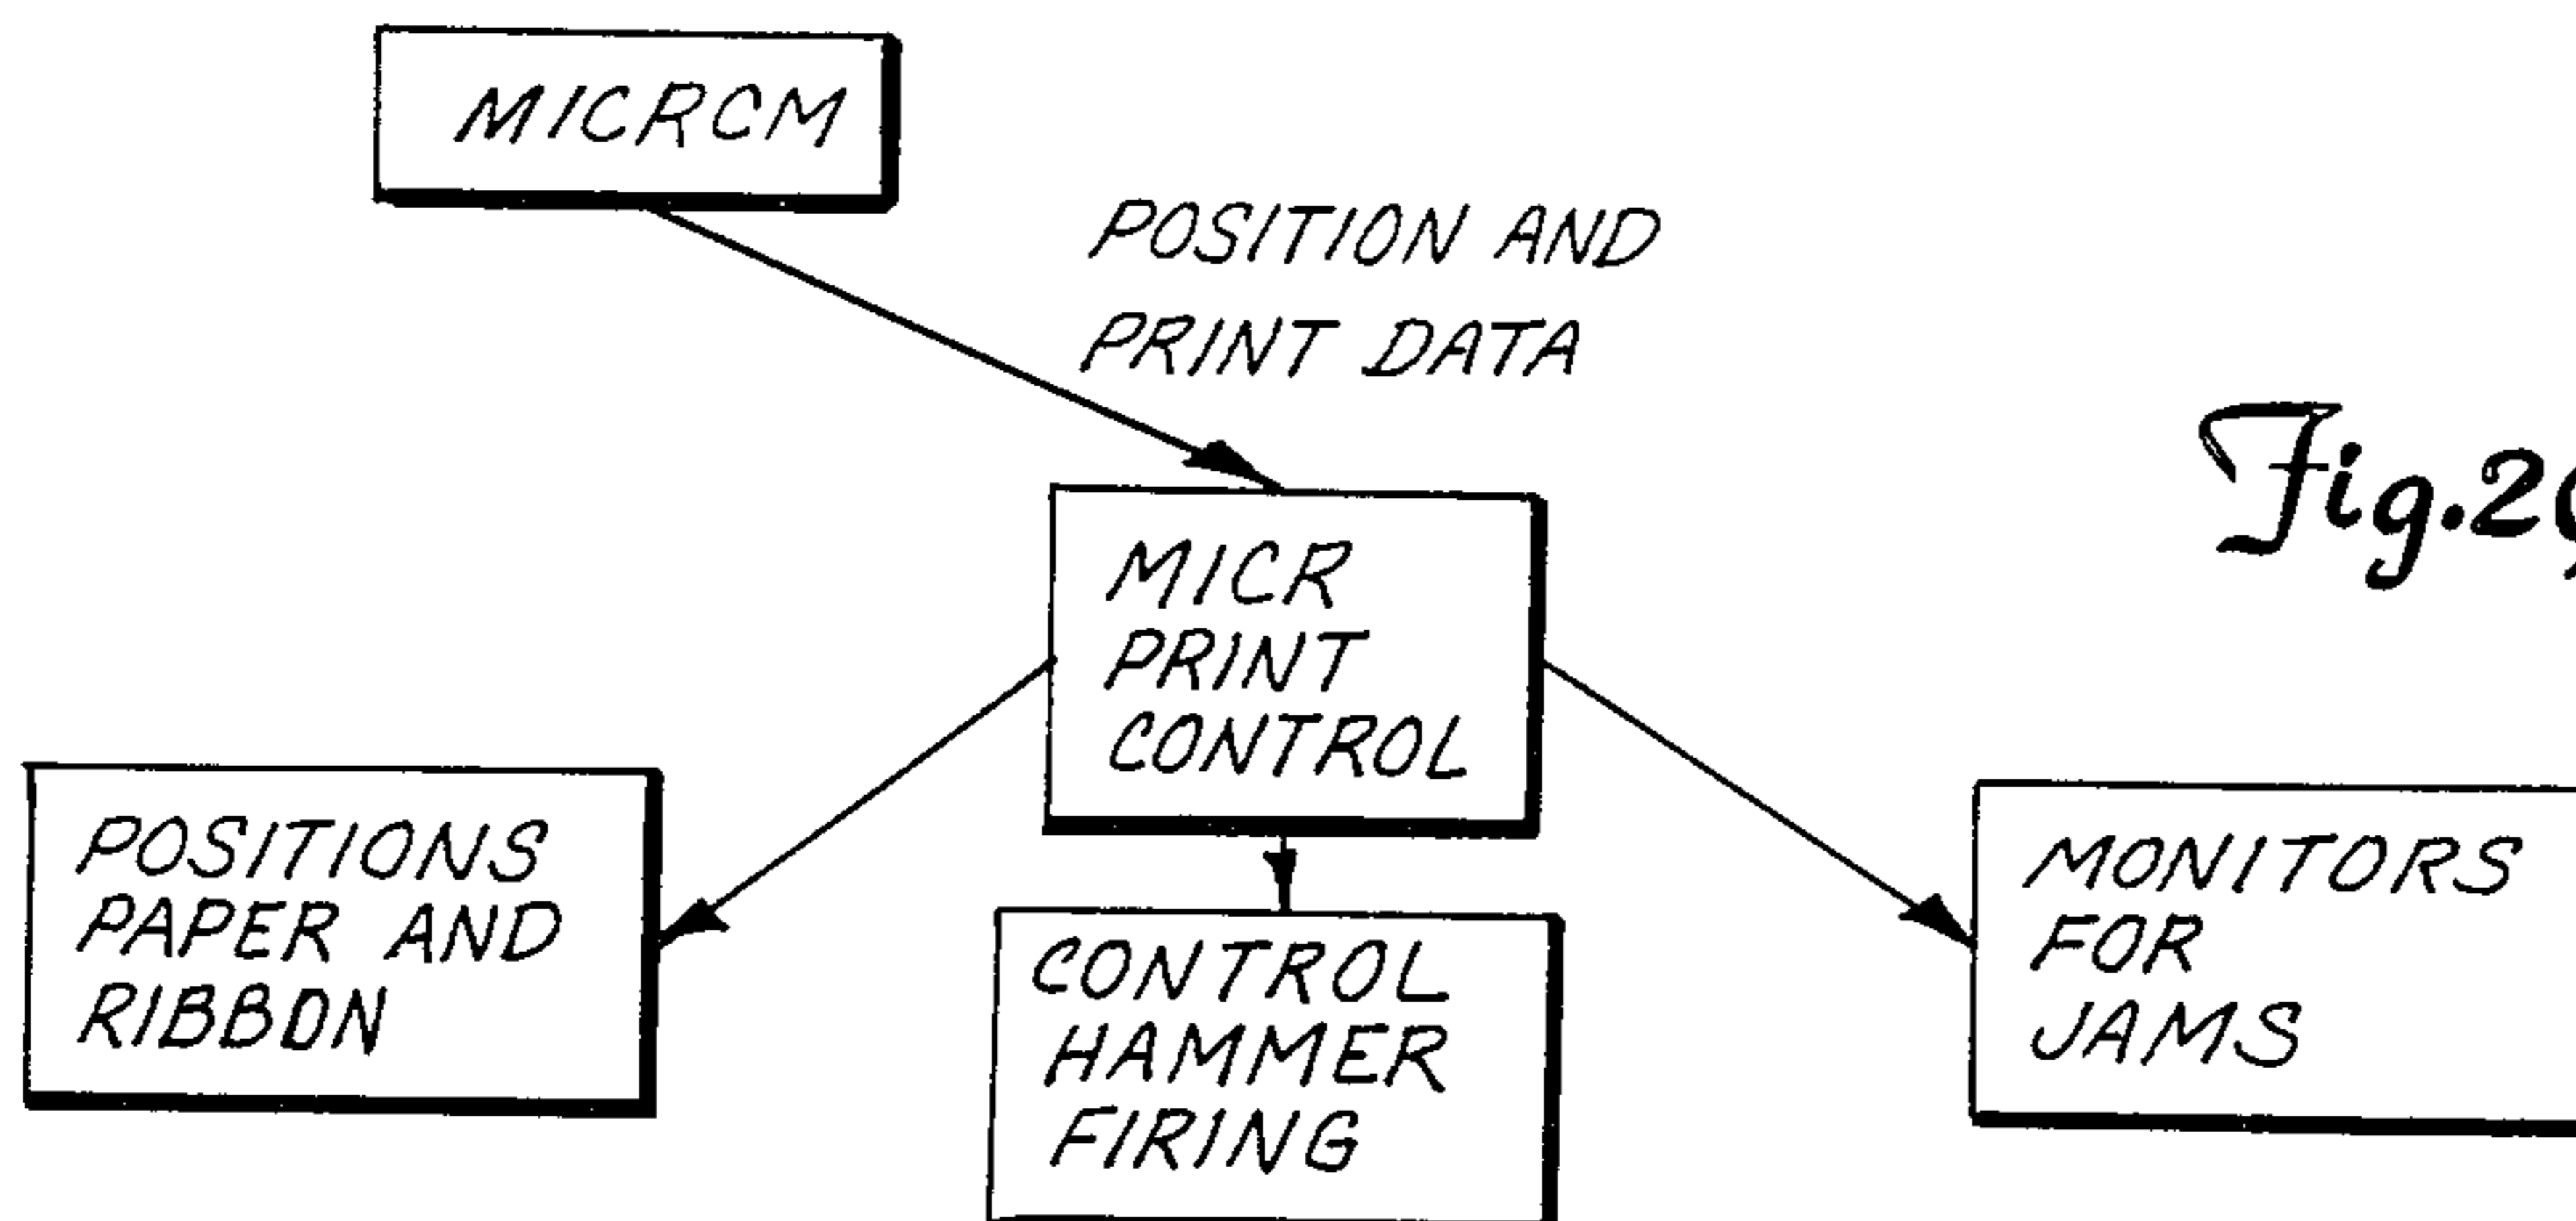 MICRCM
POSITION AND
PRINT DATA
MICR
PRINT
CONTROL
POSITIONS
PAPER AND
RIBBON
CONTROL
HAMMER
FIRING
MONITORS
FOR
JAMS